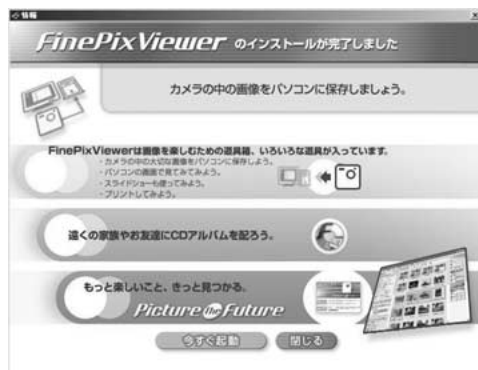 情報
FinePixViewer のインストールが完了しました
カメラの中の画像をパソコンに保存しましょう。
FinePixViewerは画像を楽しむための道具箱、いろいろな道具が入っています。
・カメラの中の大切な画像をパソコンに保存しよう。
・パソコンの画面で見てみよう。
・スライドショーも使ってみよう。
・プリントしてみよう。
遠くの家族やお友達にCDアルバムを配ろう。
もっと楽しいこと、きっと見つかる。
Picture the Future
今すぐ起動 閉じる